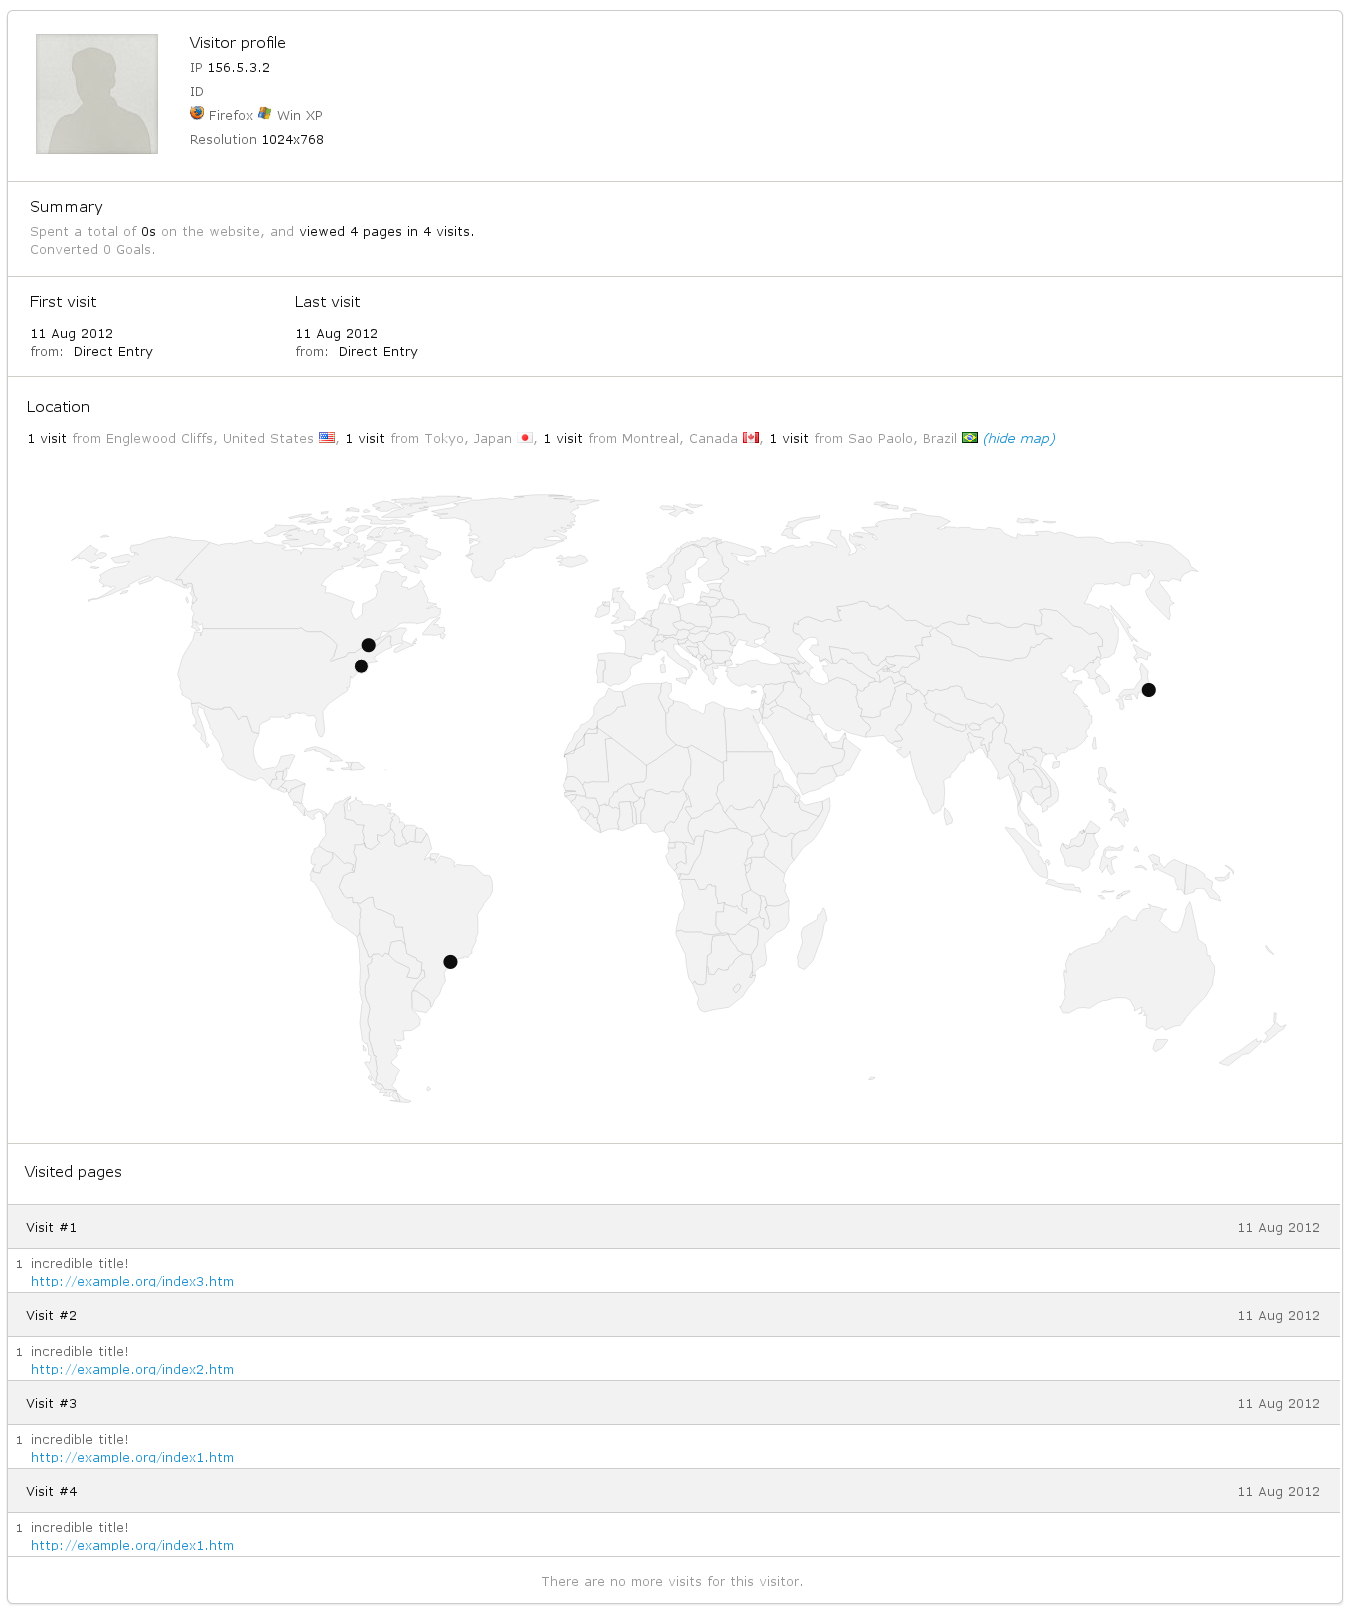 Visitor profile
IP 156.5.3.2
ID
Firefox Win XP
Resolution 1024x768
Summary
Spent a total of 0s on the website, and viewed 4 pages in 4 visits.
Converted 0 Goals.
First visit
11 Aug 2012
from: Direct Entry
Last visit
11 Aug 2012
from: Direct Entry
Location
1 visit from Englewood Cliffs, United States , 1 visit from Tokyo, Japan , 1 visit from Montreal, Canada , 1 visit from Sao Paolo, Brazil (hide map)
Visited pages
Visit #1 11 Aug 2012
1 incredible title!
http://example.org/index3.htm
Visit #2 11 Aug 2012
1 incredible title!
http://example.org/index2.htm
Visit #3 11 Aug 2012
1 incredible title!
http://example.org/index1.htm
Visit #4 11 Aug 2012
1 incredible title!
http://example.org/index1.htm
There are no more visits for this visitor.